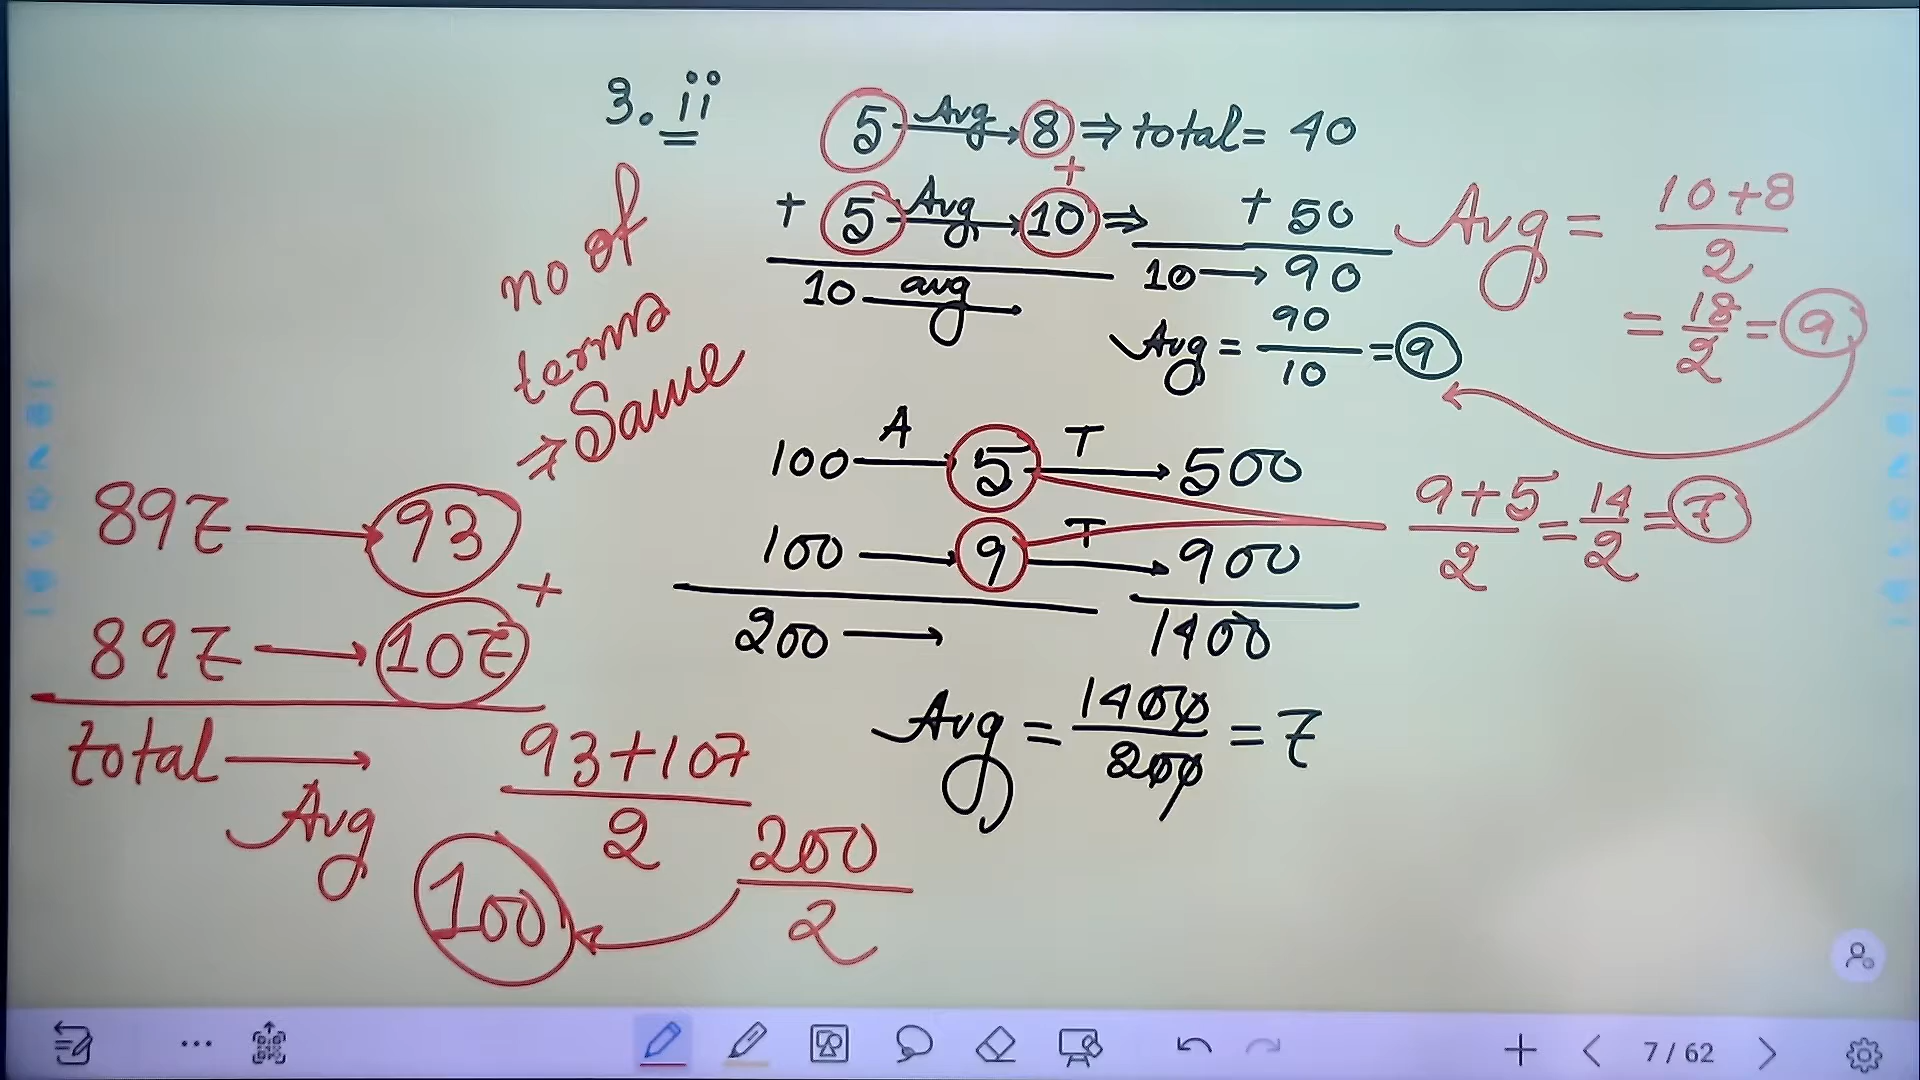 3. ii
5 Avg → 8 ⇒ total = 40
+
+ 5 Avg → 10 ⇒ + 50
10 avg → 10 → 90
Avg = 90/10 = 9
Avg = 10+8/2
= 18/2 = 9
no of
terms
⇒ Same
100 A → 5 T → 500
100 → 9 T → 900
200 → 1400
Avg = 1400/200 = 7
9+5/2 = 14/2 = 7
897 → 93
+
897 → 107
total → 93+107/2
Avg
200/2
100
7 / 62